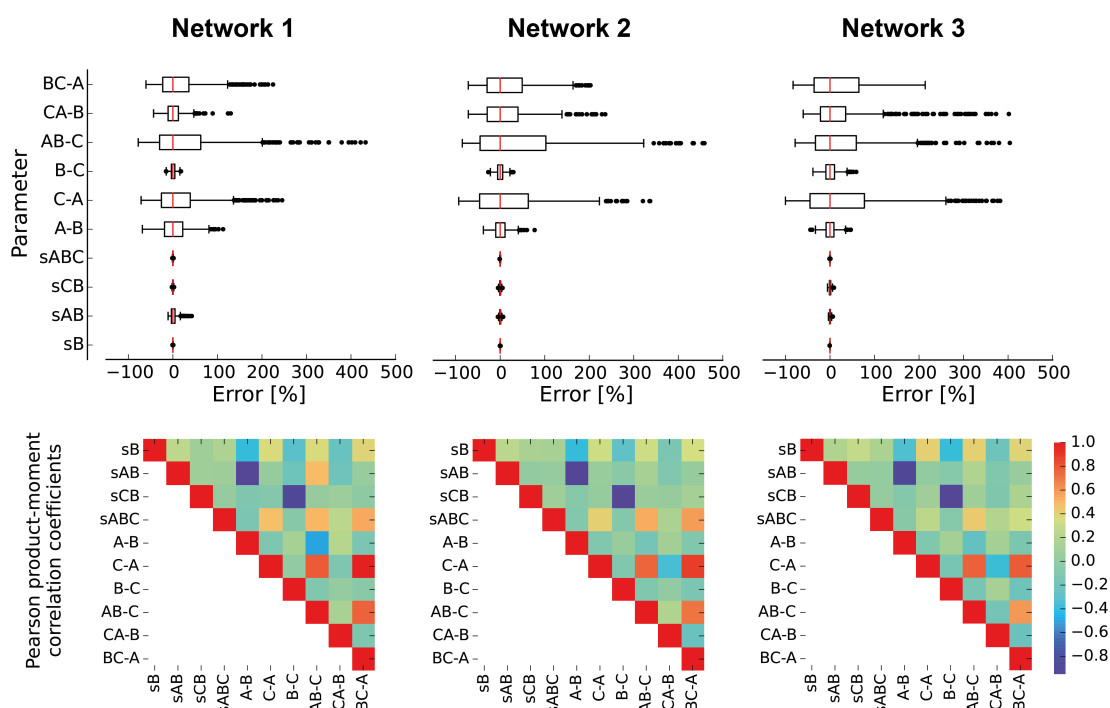 Network 1
Network 2
Network 3
Parameter
BC-A
CA-B
AB-C
B-C
C-A
A-B
sABC
sCB
sAB
sB
−100 0 100 200 300 400 500
Error [%]
−100 0 100 200 300 400 500
Error [%]
−100 0 100 200 300 400 500
Error [%]
Pearson product-moment
correlation coefficients
sB
sAB
sCB
sABC
A-B
C-A
B-C
AB-C
CA-B
BC-A
sB sAB sCB sABC A-B C-A B-C AB-C CA-B BC-A
sB
sAB
sCB
sABC
A-B
C-A
B-C
AB-C
CA-B
BC-A
sB sAB sCB sABC A-B C-A B-C AB-C CA-B BC-A
sB
sAB
sCB
sABC
A-B
C-A
B-C
AB-C
CA-B
BC-A
sB sAB sCB sABC A-B C-A B-C AB-C CA-B BC-A
1.0
0.8
0.6
0.4
0.2
0.0
−0.2
−0.4
−0.6
−0.8